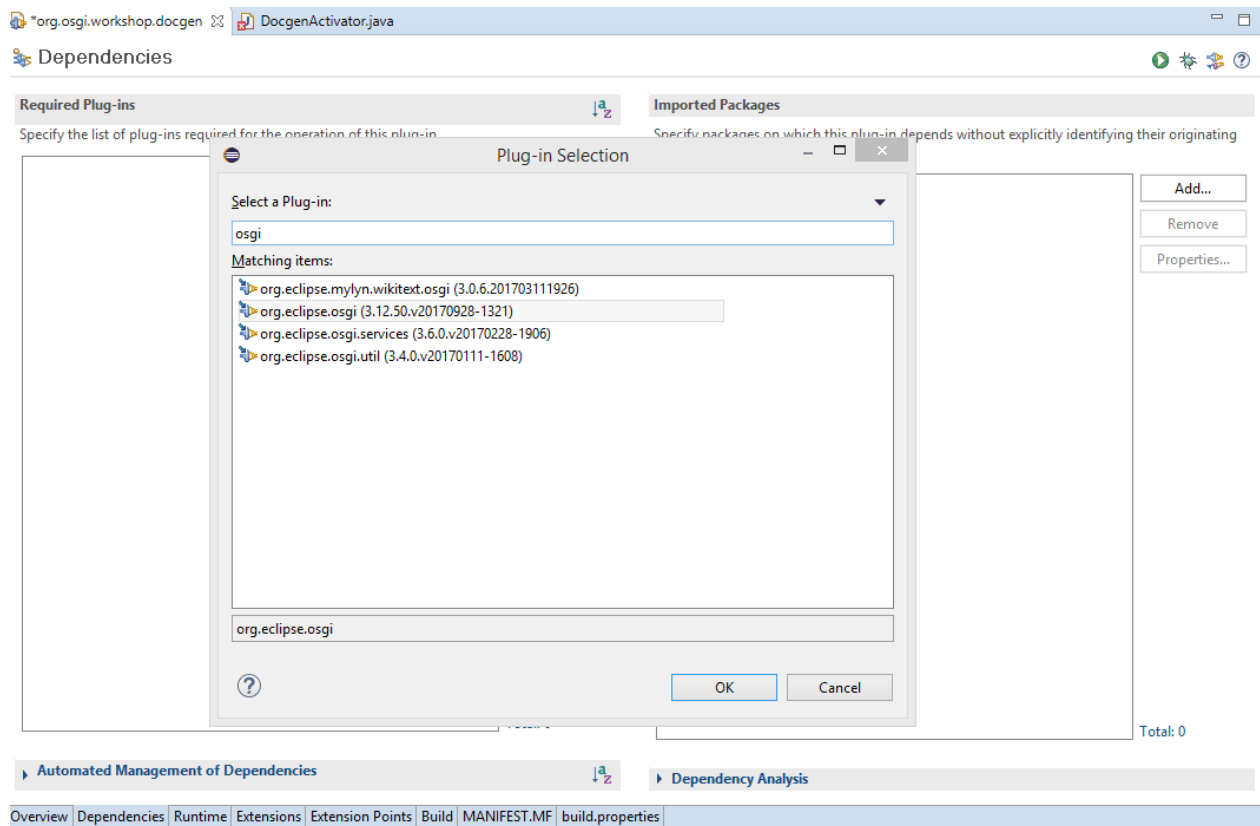 *org.osgi.workshop.docgen DocgenActivator.java
Dependencies
Required Plug-ins
Specify the list of plug-ins required for the operation of this plug-in
Imported Packages
Specify packages on which this plug-in depends without explicitly identifying their originating
Add...
Remove
Properties...
Total: 0
Plug-in Selection
Select a Plug-in:
osgi
Matching items:
org.eclipse.mylyn.wikitext.osgi (3.0.6.201703111926)
org.eclipse.osgi (3.12.50.v20170928-1321)
org.eclipse.osgi.services (3.6.0.v20170228-1906)
org.eclipse.osgi.util (3.4.0.v20170111-1608)
org.eclipse.osgi
OK Cancel
Automated Management of Dependencies
Dependency Analysis
Overview Dependencies Runtime Extensions Extension Points Build MANIFEST.MF build.properties